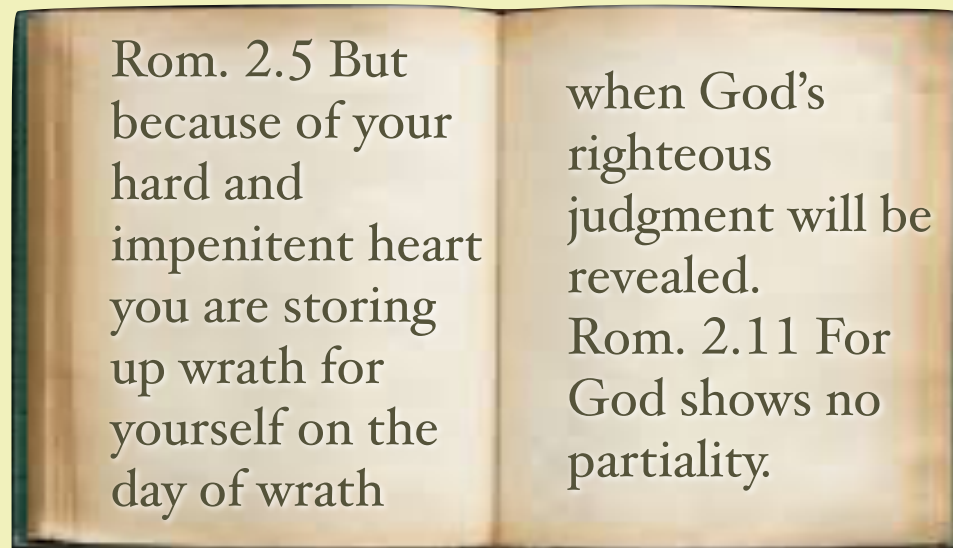 Rom. 2.5 But
because of your
hard and
impenitent heart
you are storing
up wrath for
yourself on the
day of wrath
when God’s
righteous
judgment will be
revealed.
Rom. 2.11 For
God shows no
partiality.